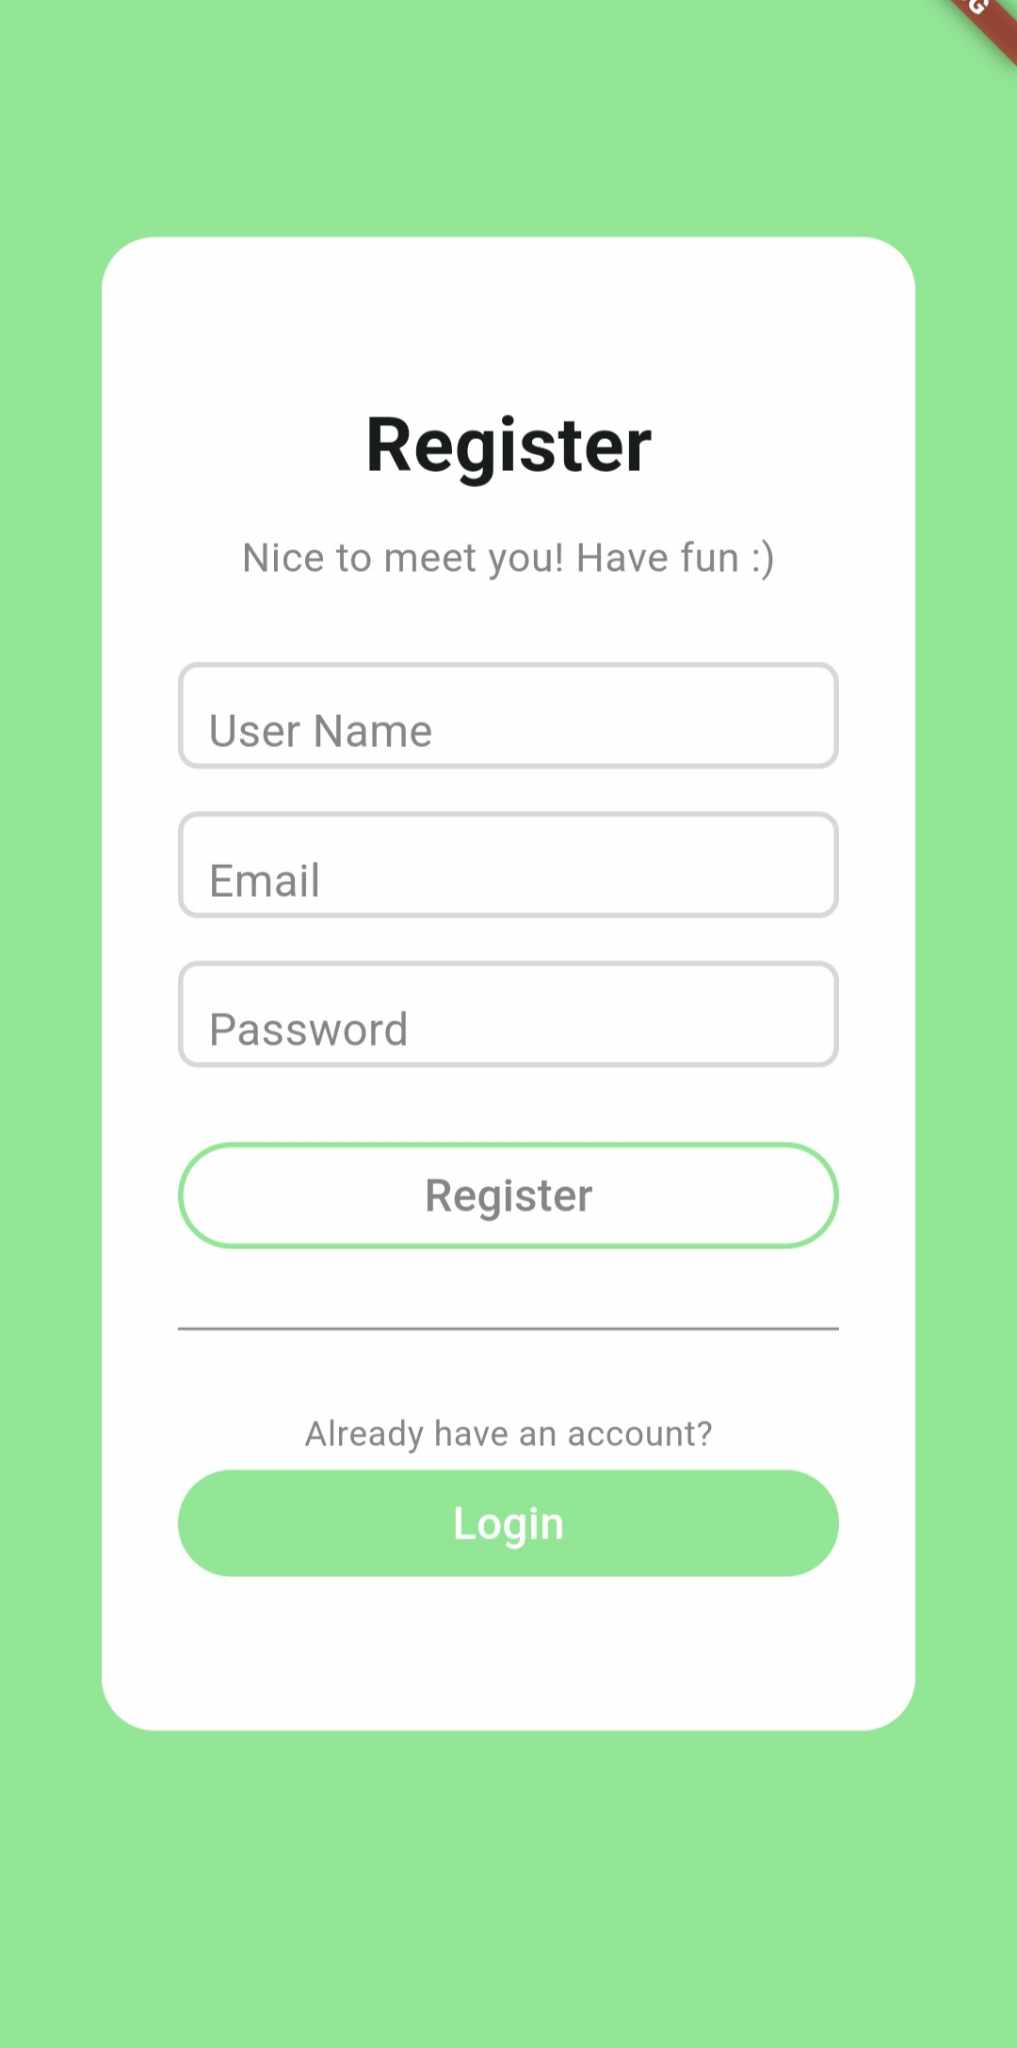 Register
Nice to meet you! Have fun :)
User Name
Email
Password
Register
Already have an account?
Login